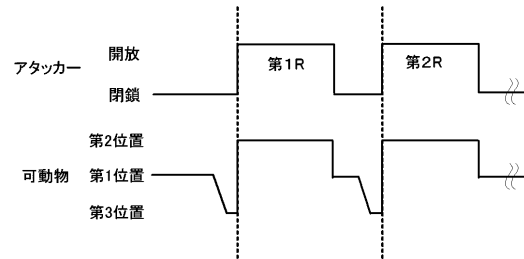 開放
第1R
第2R
アタッカー
閉鎖
第2位置
可動物
第1位置
第3位置